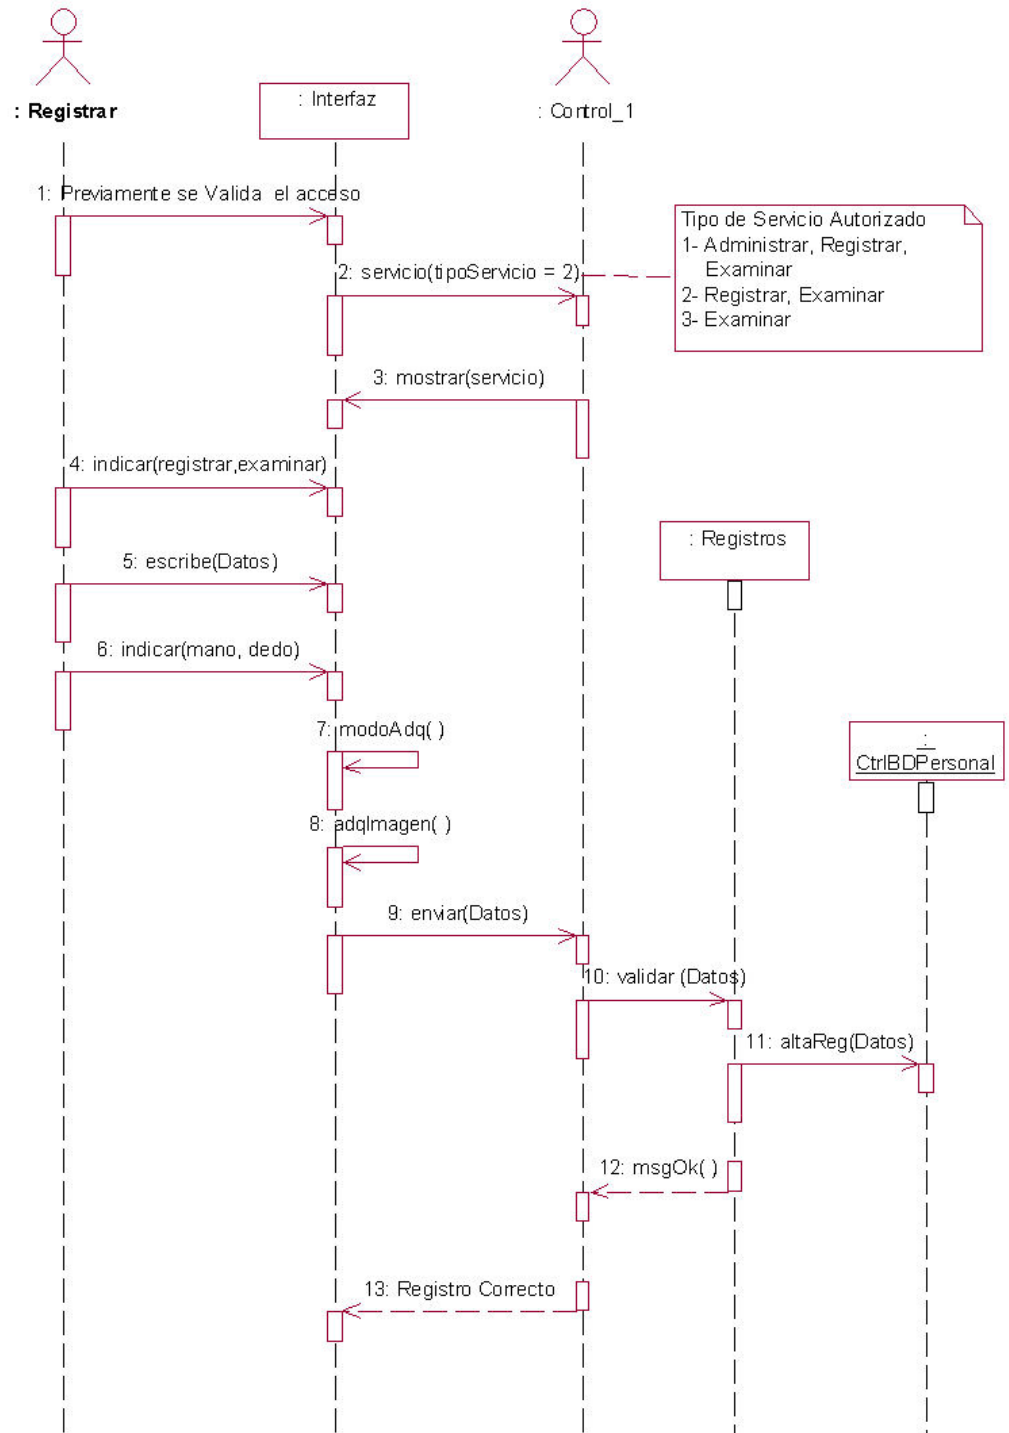 : Registrar
: Interfaz
: Control_1
1: Previamente se Valida el acceso
Tipo de Servicio Autorizado
1- Administrar, Registrar,
Examinar
2- Registrar, Examinar
3- Examinar
2: servicio(tipoServicio = 2)
3: mostrar(servicio)
4: indicar(registrar,examinar)
: Registros
5: escribe(Datos)
6: indicar(mano, dedo)
7: modoAdq( )
:
CtrlBDPersonal
8: adqImagen( )
9: enviar(Datos)
10: validar (Datos)
11: altaReg(Datos)
12: msgOk( )
13: Registro Correcto